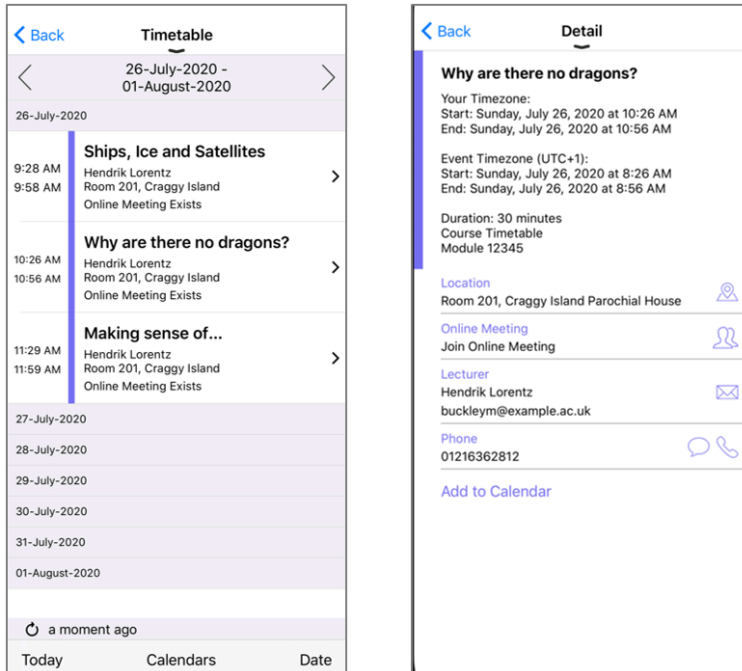 Back
Timetable
26-July-2020 -
01-August-2020
26-July-2020
Ships, Ice and Satellites
9:28 AM
9:58 AM
Hendrik Lorentz
Room 201, Craggy Island
Online Meeting Exists
Why are there no dragons?
10:26 AM
10:56 AM
Hendrik Lorentz
Room 201, Craggy Island
Online Meeting Exists
Making sense of...
11:29 AM
11:59 AM
Hendrik Lorentz
Room 201, Craggy Island
Online Meeting Exists
27-July-2020
28-July-2020
29-July-2020
30-July-2020
31-July-2020
01-August-2020
a moment ago
Today
Calendars
Date
Back
Detail
Why are there no dragons?
Your Timezone:
Start: Sunday, July 26, 2020 at 10:26 AM
End: Sunday, July 26, 2020 at 10:56 AM
Event Timezone (UTC+1):
Start: Sunday, July 26, 2020 at 8:26 AM
End: Sunday, July 26, 2020 at 8:56 AM
Duration: 30 minutes
Course Timetable
Module 12345
Location
Room 201, Craggy Island Parochial House
Online Meeting
Join Online Meeting
Lecturer
Hendrik Lorentz
buckleym@example.ac.uk
Phone
01216362812
Add to Calendar